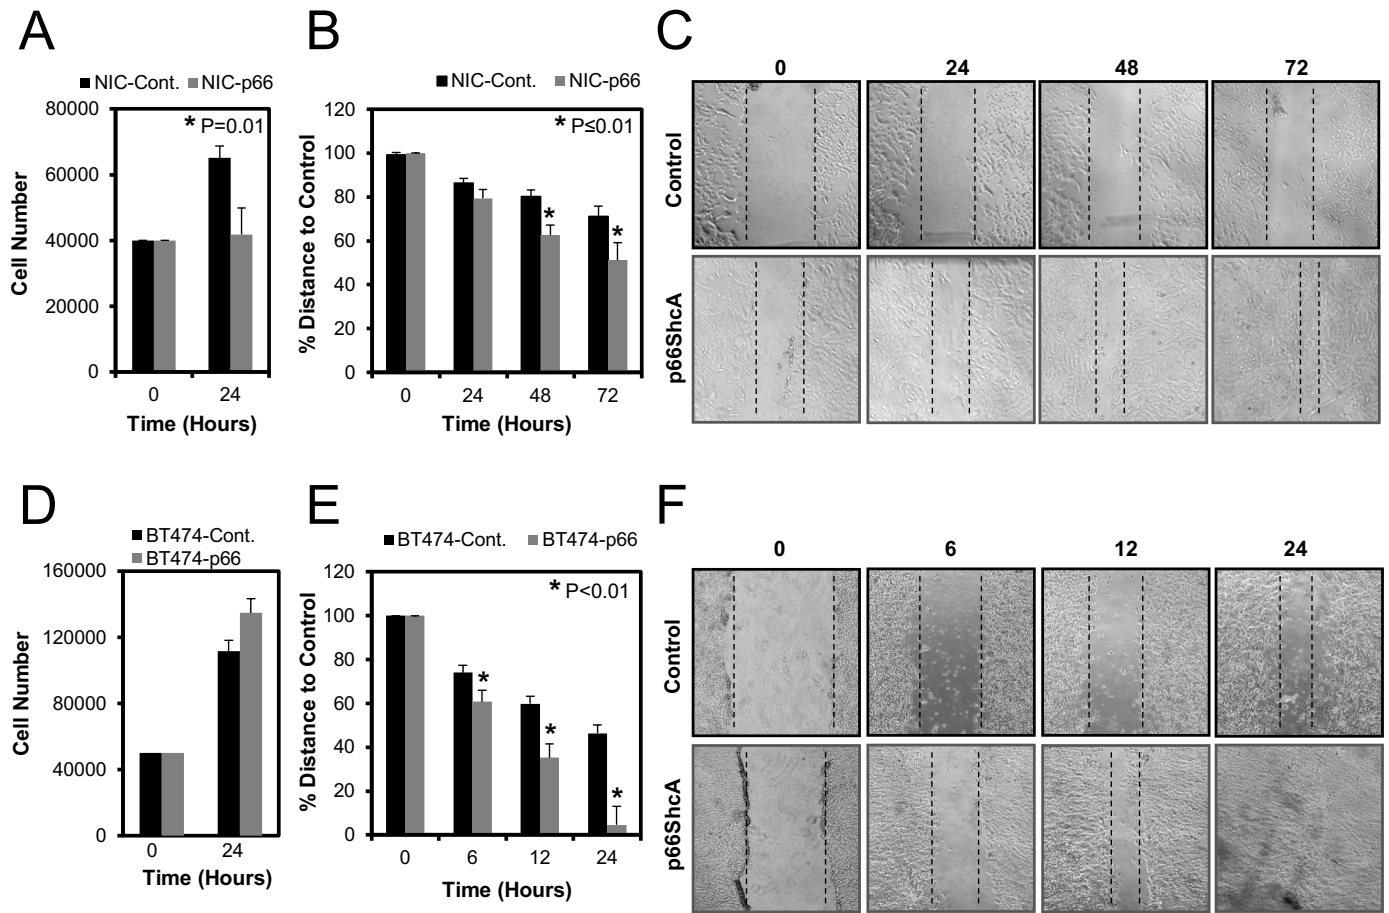 A
NIC-Cont. NIC-p66
* P=0.01
80000
60000
40000
20000
0
Cell Number
0 24
Time (Hours)
B
NIC-Cont. NIC-p66
* P≤0.01
120
100
80
60
40
20
0
% Distance to Control
* *
0 24 48 72
Time (Hours)
C
0 24 48 72
Control
p66ShcA
D
BT474-Cont.
BT474-p66
160000
120000
80000
40000
0
Cell Number
0 24
Time (Hours)
E
BT474-Cont. BT474-p66
* P<0.01
120
100
80
60
40
20
0
% Distance to Control
* * *
0 6 12 24
Time (Hours)
F
0 6 12 24
Control
p66ShcA